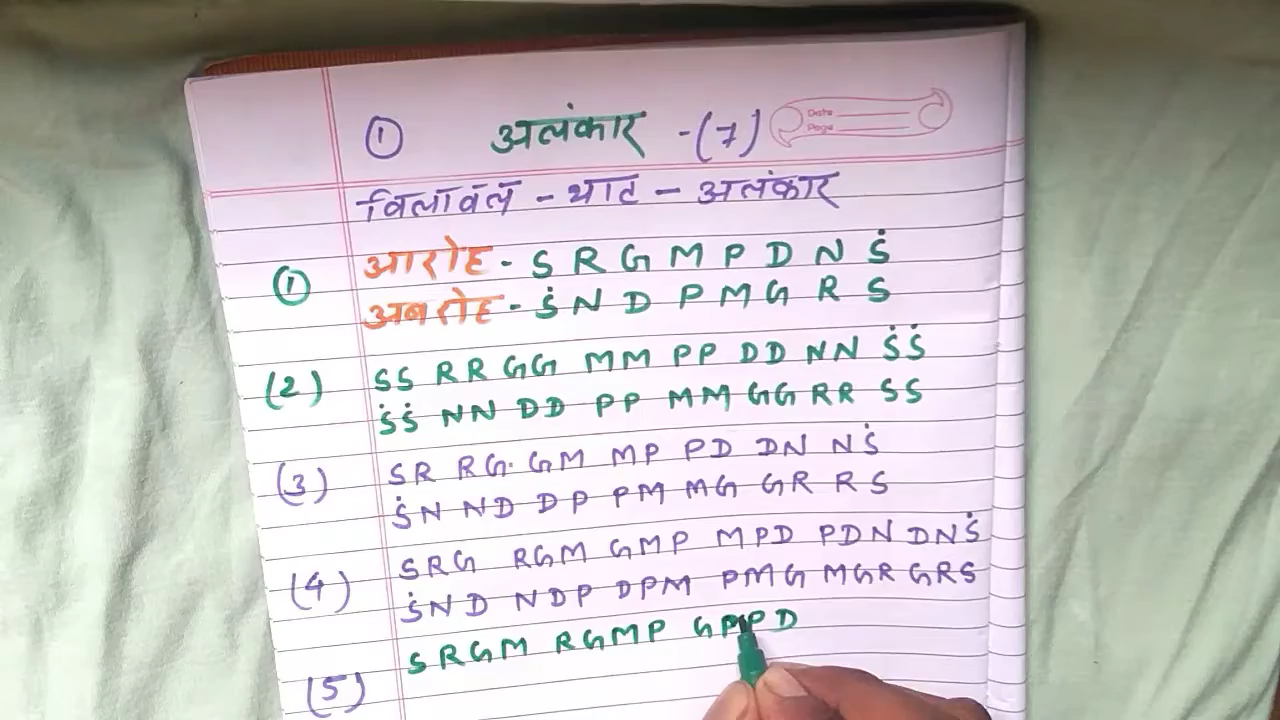 ① अलंकार -(7)
Date
Page
विलावल - थाट - अलंकार
① आरोह - S R G M P D N Ṡ
अवरोह - Ṡ N D P M G R S
(2) SS RR GG MM PP DD NN ṠṠ
ṠṠ NN DD PP MM GG RR SS
(3) SR RG. GM MP PD DN NṠ
ṠN ND DP PM MG GR RS
(4) SRG RGM GMP MPD PDN DNṠ
ṠND NDP DPM PMG MGR GRS
(5) SRGM RGMP GMPD